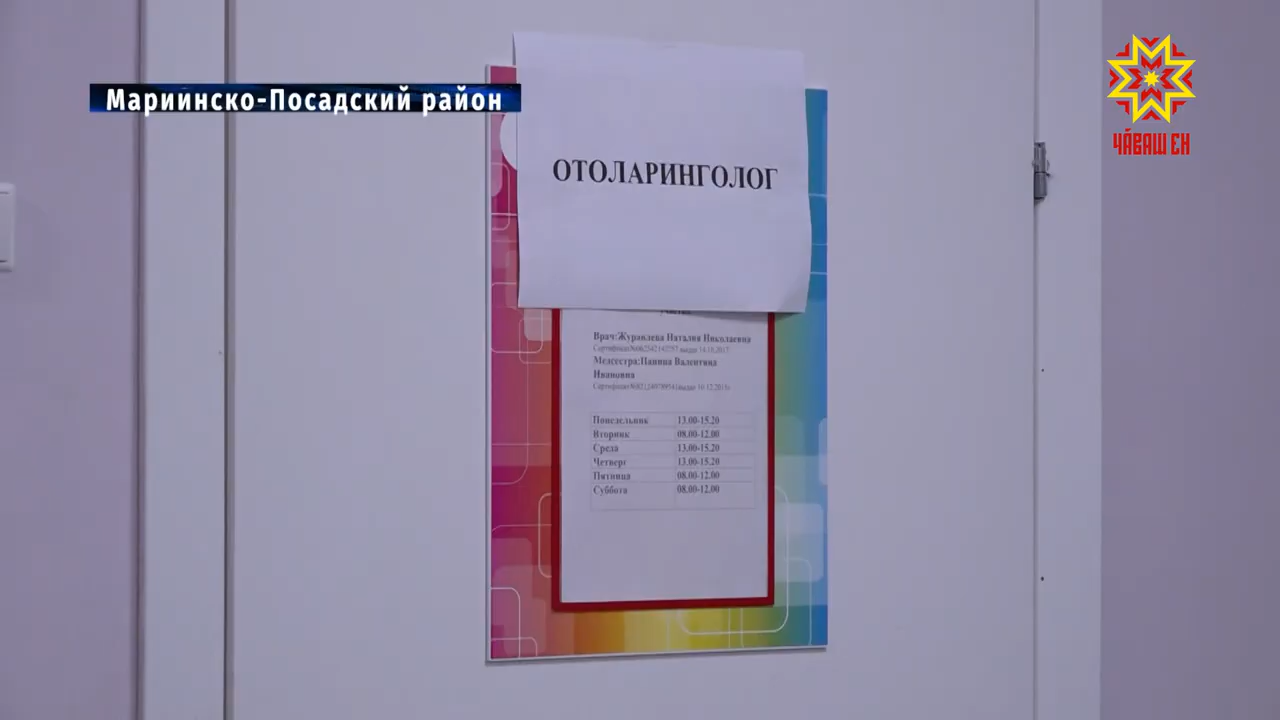 Мариинско-Посадский район
ЧӐВАШ ЕН
ОТОЛАРИНГОЛОГ
Врач:Журавлева Наталия Николаевна
Медсестра:Панина Валентина
Ивановна
Понедельник 13.00-15.20
Вторник 08.00-12.00
Среда 13.00-15.20
Четверг 13.00-15.20
Пятница 08.00-12.00
Суббота 08.00-12.00